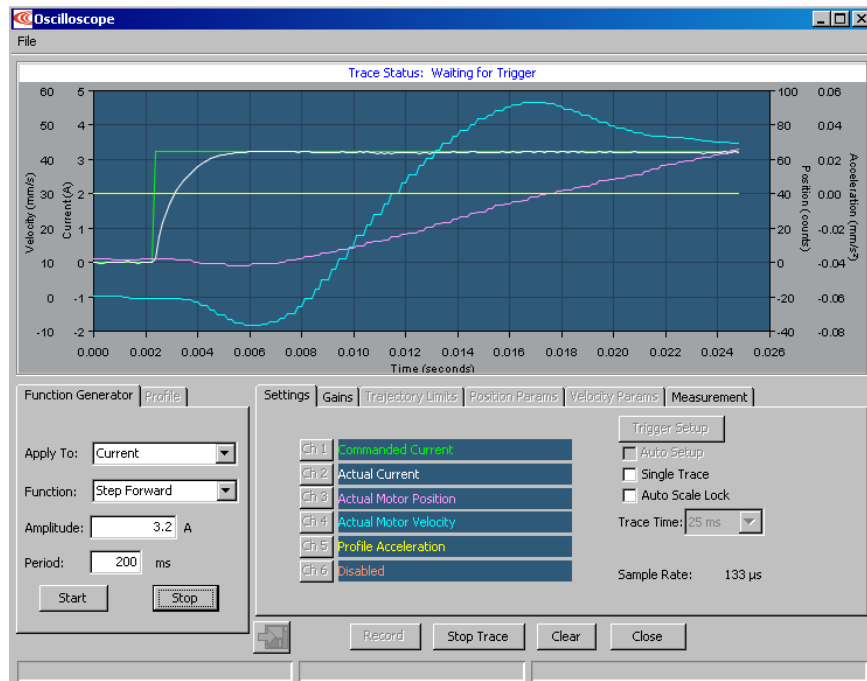 Oscilloscope
File
Trace Status: Waiting for Trigger
60 5 100 0.06
50 4 80 0.04
40 3 60 0.02
30 2 40 0.00
20 1 20 -0.02
10 0 0 -0.04
0 -1 -20 -0.06
-10 -2 -40 -0.08
Velocity (mm/s)
Current(A)
Position (counts)
Acceleration (mm/s²)
0.000 0.002 0.004 0.006 0.008 0.010 0.012 0.014 0.016 0.018 0.020 0.022 0.024 0.026
Time (seconds)
Function Generator Profile
Apply To: Current
Function: Step Forward
Amplitude: 3.2 A
Period: 200 ms
Start Stop
Settings Gains Trajectory Limits Position Params Velocity Params Measurement
Ch 1 Commanded Current
Ch 2 Actual Current
Ch 3 Actual Motor Position
Ch 4 Actual Motor Velocity
Ch 5 Profile Acceleration
Ch 6 Disabled
Trigger Setup
Auto Setup
Single Trace
Auto Scale Lock
Trace Time: 25 ms
Sample Rate: 133 µs
Record Stop Trace Clear Close